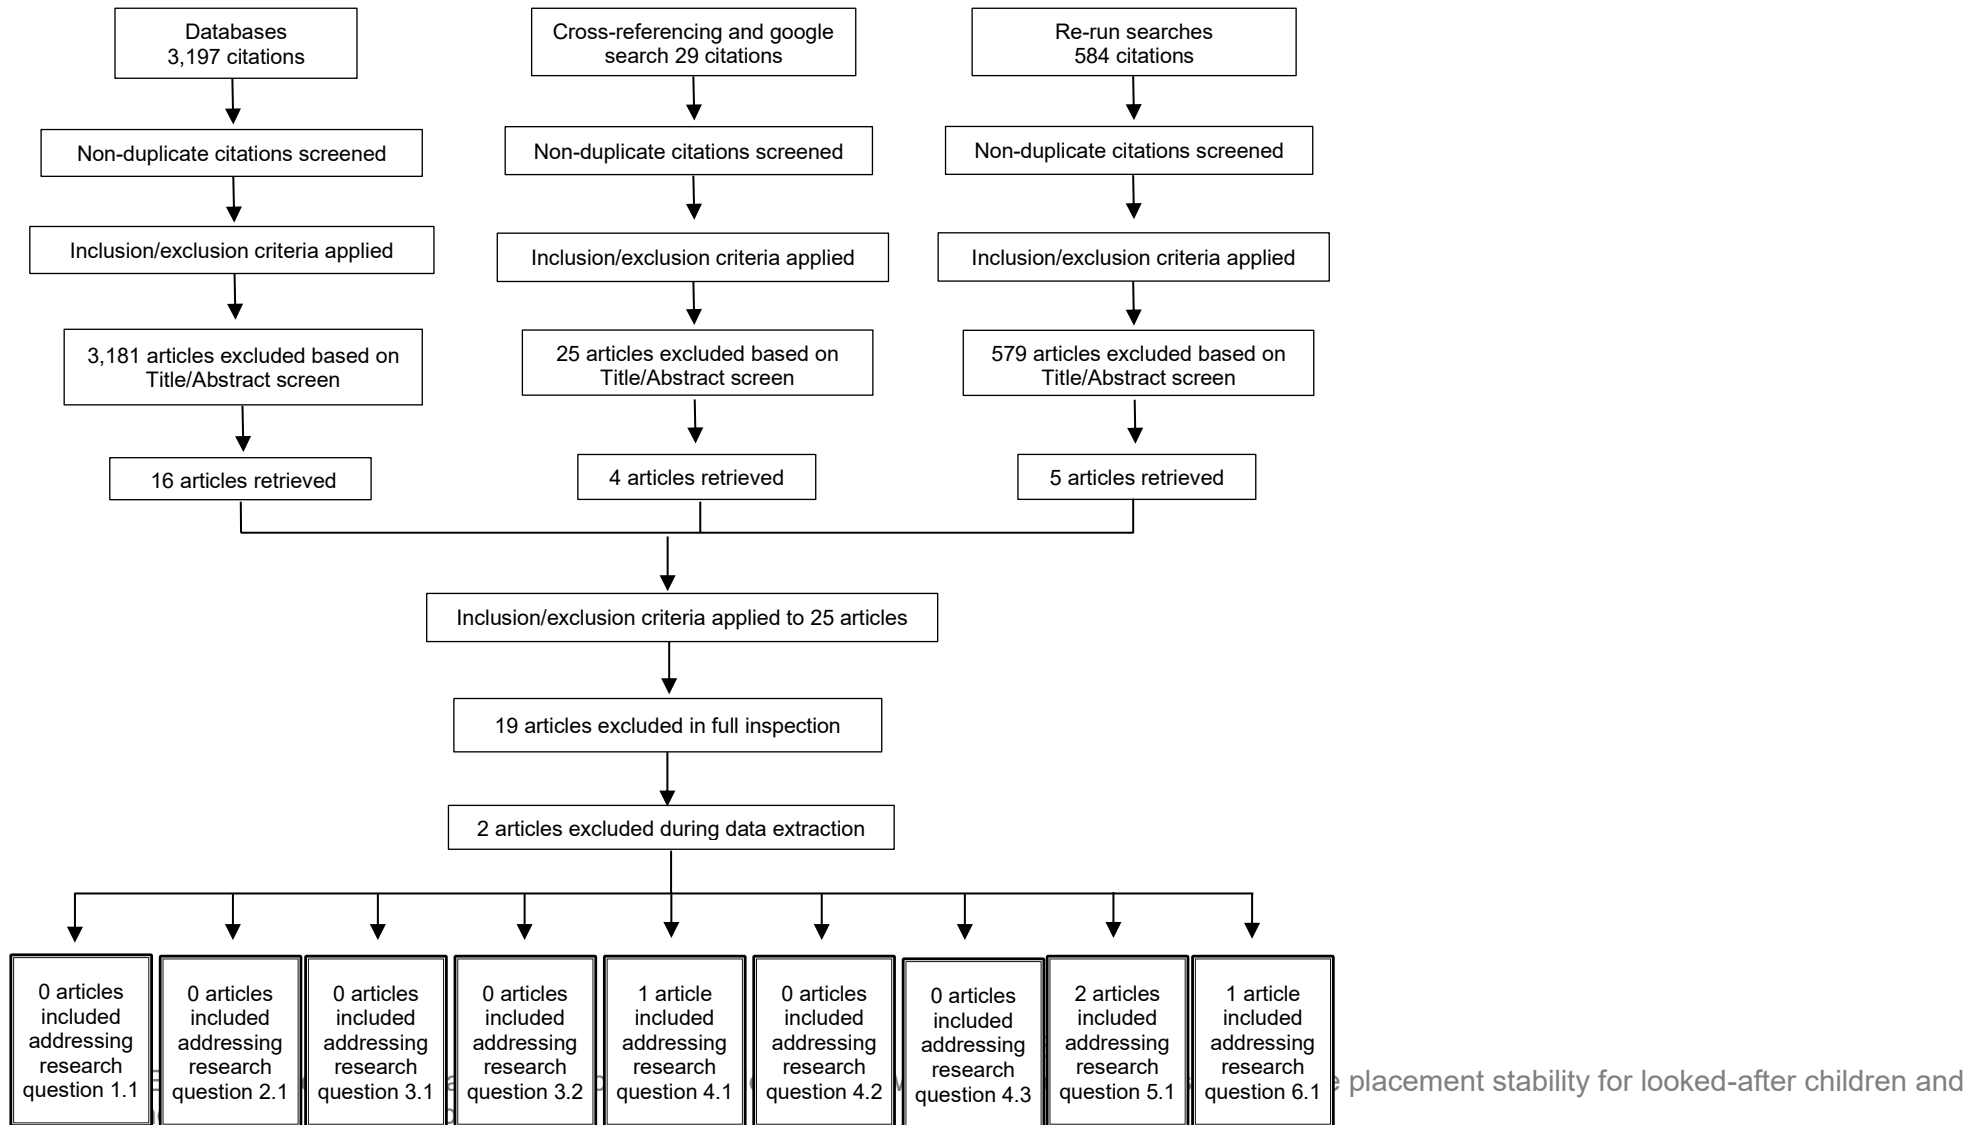 Databases
3,197 citations
Cross-referencing and google
search 29 citations
Re-run searches
584 citations
Non-duplicate citations screened
Non-duplicate citations screened
Non-duplicate citations screened
Inclusion/exclusion criteria applied
Inclusion/exclusion criteria applied
Inclusion/exclusion criteria applied
3,181 articles excluded based on
Title/Abstract screen
25 articles excluded based on
Title/Abstract screen
579 articles excluded based on
Title/Abstract screen
16 articles retrieved
4 articles retrieved
5 articles retrieved
Inclusion/exclusion criteria applied to 25 articles
19 articles excluded in full inspection
2 articles excluded during data extraction
0 articles
included
addressing
research
question 1.1
0 articles
included
addressing
research
question 2.1
0 articles
included
addressing
research
question 3.1
0 articles
included
addressing
research
question 3.2
1 article
included
addressing
research
question 4.1
0 articles
included
addressing
research
question 4.2
0 articles
included
addressing
research
question 4.3
2 articles
included
addressing
research
question 5.1
1 article
included
addressing
research
question 6.1
placement stability for looked-after children and